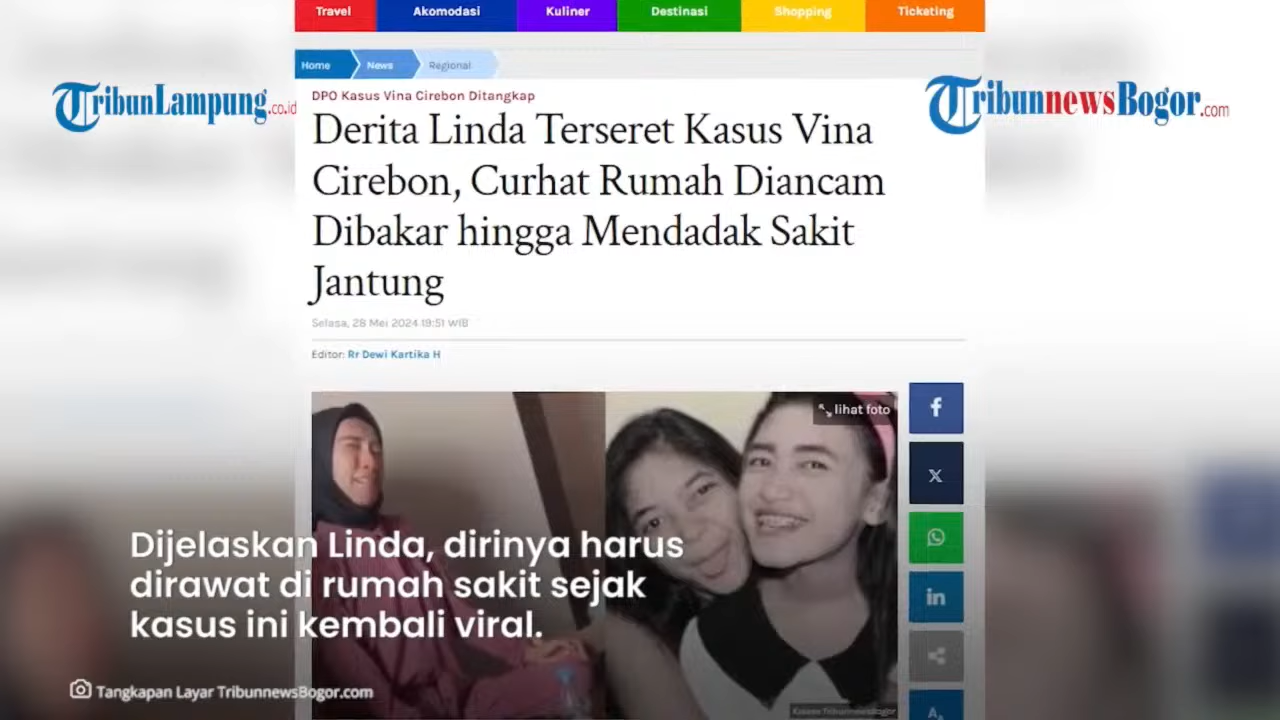 Travel Akomodasi Kuliner Destinasi Shopping Ticketing
Home News Regional
TribunLampung.co.id
TribunnewsBogor.com
DPO Kasus Vina Cirebon Ditangkap
Derita Linda Terseret Kasus Vina
Cirebon, Curhat Rumah Diancam
Dibakar hingga Mendadak Sakit
Jantung
Selasa, 28 Mei 2024 19:51 WIB
Editor: Rr Dewi Kartika H
lihat foto
Dijelaskan Linda, dirinya harus
dirawat di rumah sakit sejak
kasus ini kembali viral.
Tangkapan Layar TribunnewsBogor.com